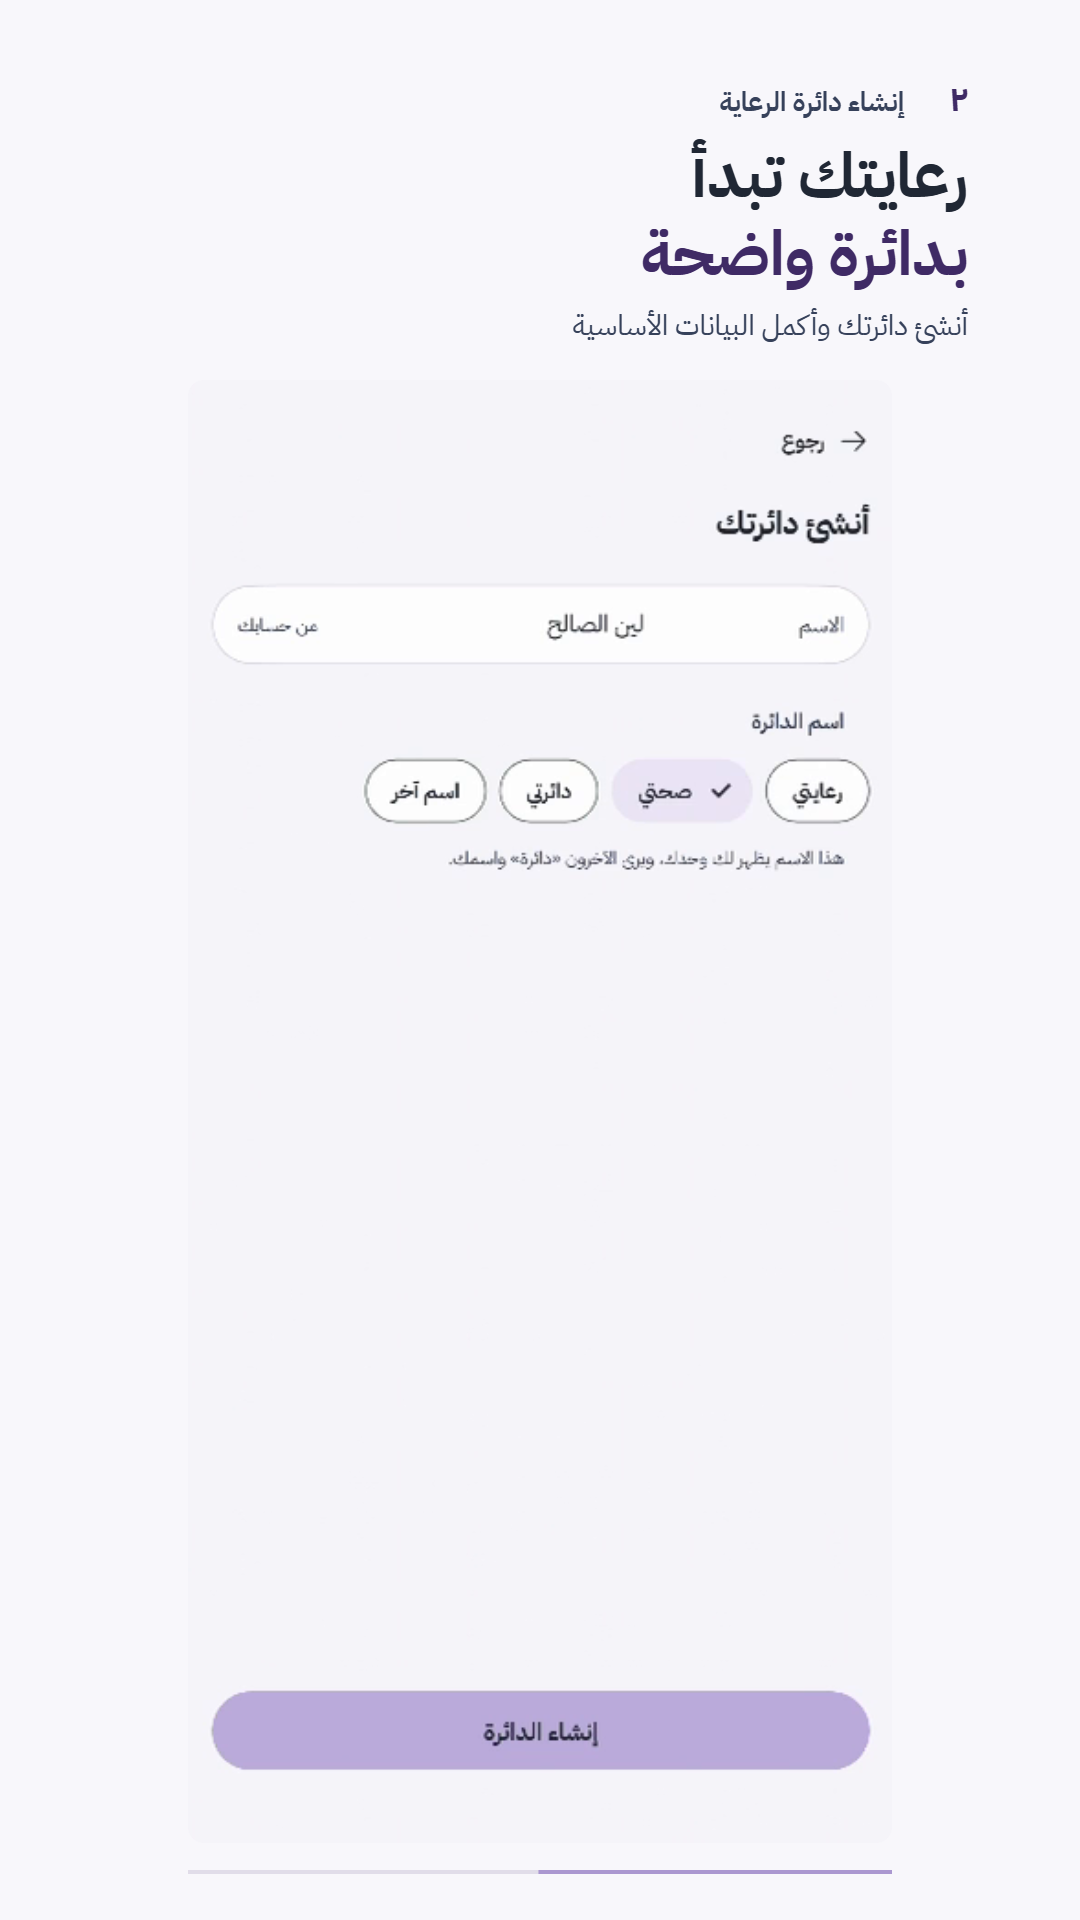 ٢ إنشاء دائرة الرعاية
رعايتك تبدأ
بدائرة واضحة
أنشئ دائرتك وأكمل البيانات الأساسية
رجوع
أنشئ دائرتك
الاسم لين الصالح من حسابك
اسم الدائرة
رعايتي صحتي دائرتي اسم آخر
هذا الاسم يظهر لك وحدك، ويرى الآخرون «دائرة» واسمك.
إنشاء الدائرة